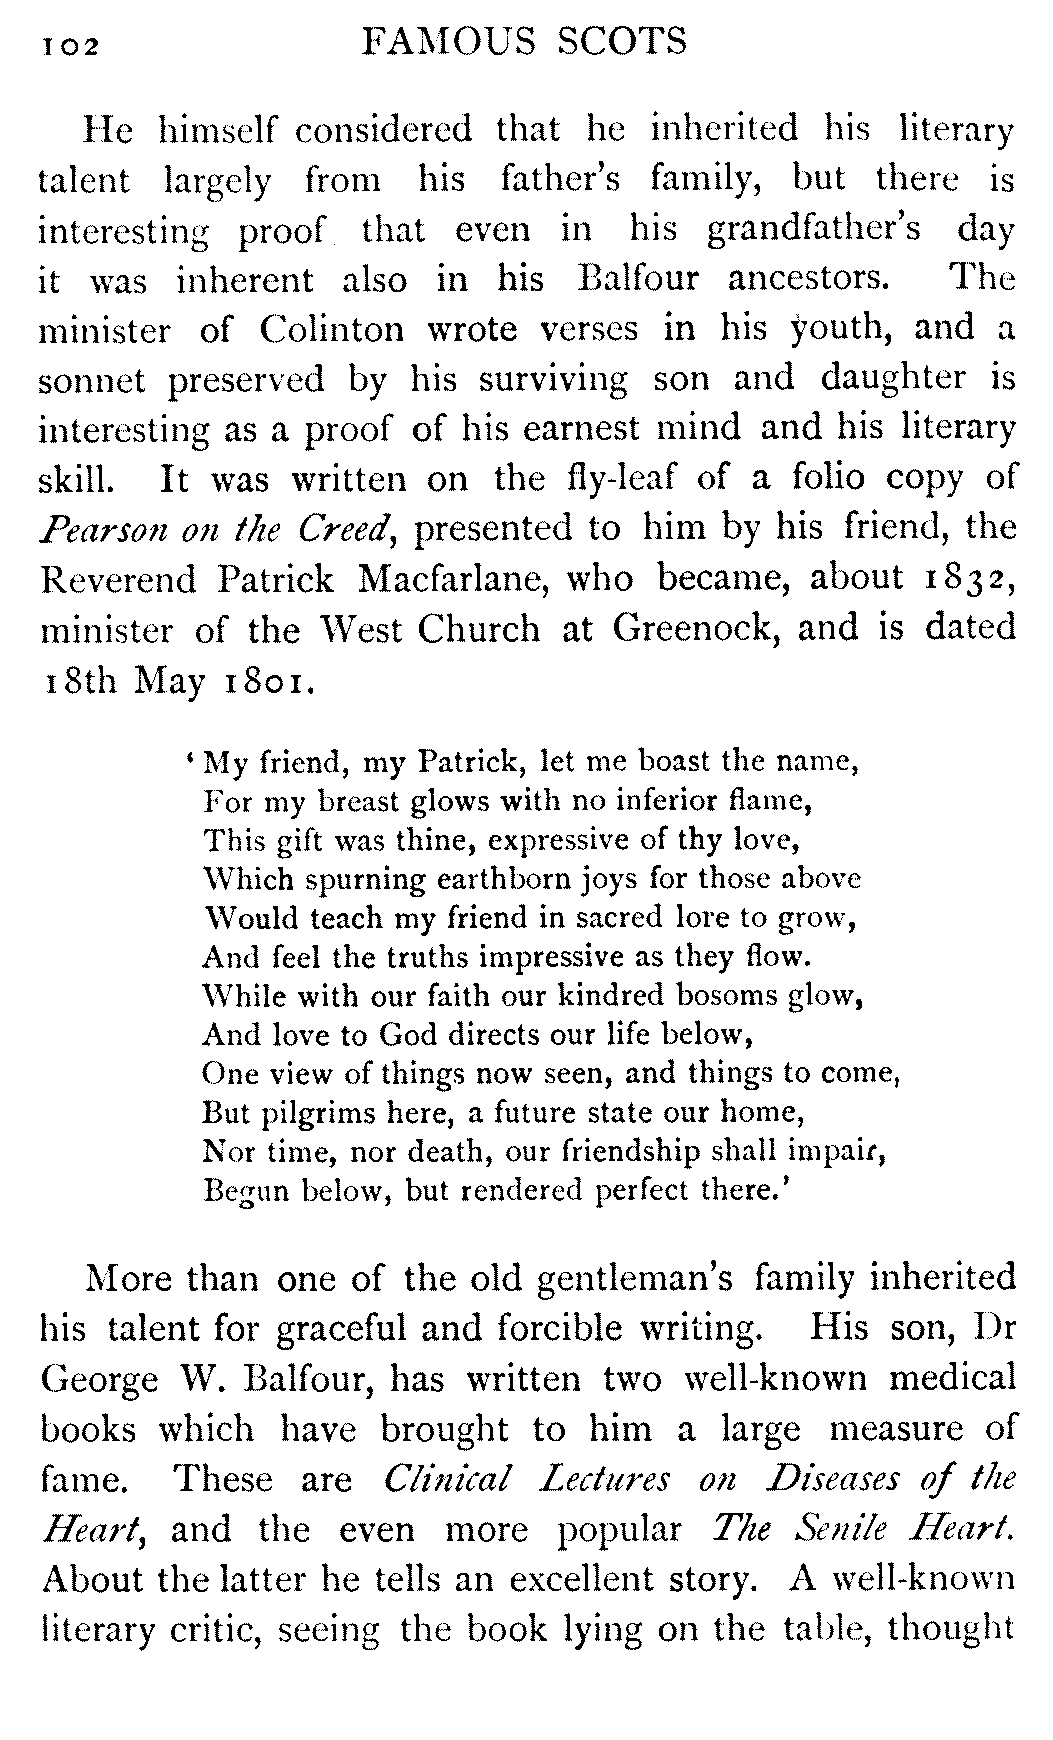 102 FAMOUS SCOTS
He himself considered that he inherited his literary
talent largely from his father's family, but there is
interesting proof that even in his grandfather's day
it was inherent also in his Balfour ancestors. The
minister of Colinton wrote verses in his youth, and a
sonnet preserved by his surviving son and daughter is
interesting as a proof of his earnest mind and his literary
skill. It was written on the fly-leaf of a folio copy of
Pearson on the Creed, presented to him by his friend, the
Reverend Patrick Macfarlane, who became, about 1832,
minister of the West Church at Greenock, and is dated
18th May 1801.
‘My friend, my Patrick, let me boast the name,
For my breast glows with no inferior flame,
This gift was thine, expressive of thy love,
Which spurning earthborn joys for those above
Would teach my friend in sacred lore to grow,
And feel the truths impressive as they flow.
While with our faith our kindred bosoms glow,
And love to God directs our life below,
One view of things now seen, and things to come,
But pilgrims here, a future state our home,
Nor time, nor death, our friendship shall impair,
Begun below, but rendered perfect there.’
More than one of the old gentleman's family inherited
his talent for graceful and forcible writing. His son, Dr
George W. Balfour, has written two well-known medical
books which have brought to him a large measure of
fame. These are Clinical Lectures on Diseases of the
Heart, and the even more popular The Senile Heart.
About the latter he tells an excellent story. A well-known
literary critic, seeing the book lying on the table, thought